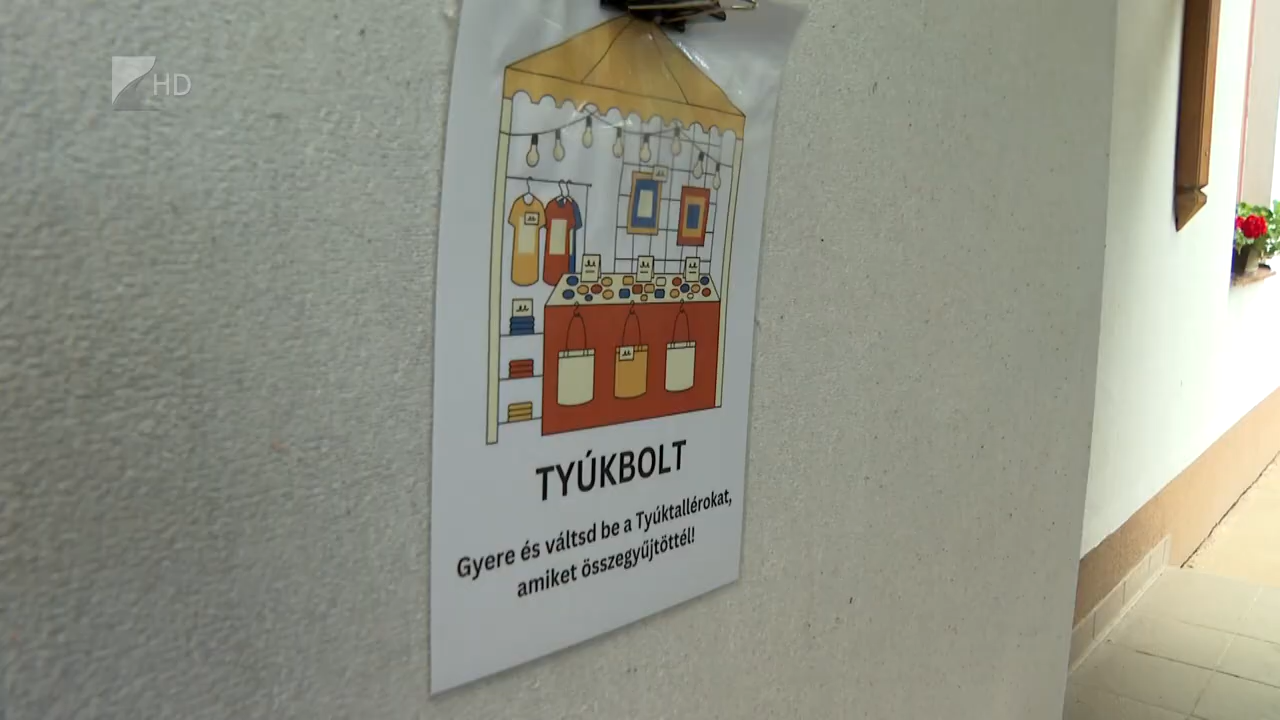 HD
TYÚKBOLT
Gyere és váltsd be a Tyúktallérokat,
amiket összegyűjtöttél!